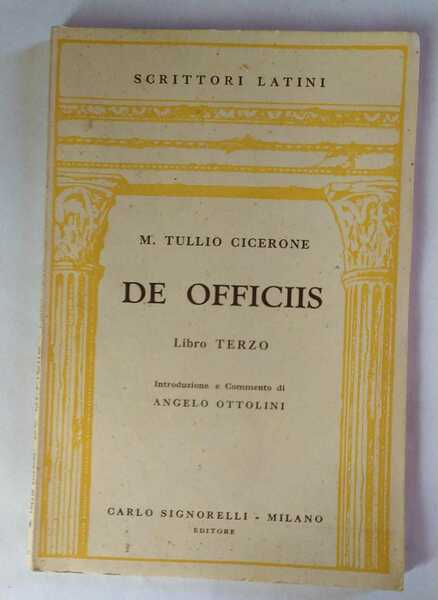 SCRITTORI LATINI
M. TULLIO CICERONE
DE OFFICIIS
Libro TERZO
Introduzione e Commento di
ANGELO OTTOLINI
CARLO SIGNORELLI - MILANO
EDITORE